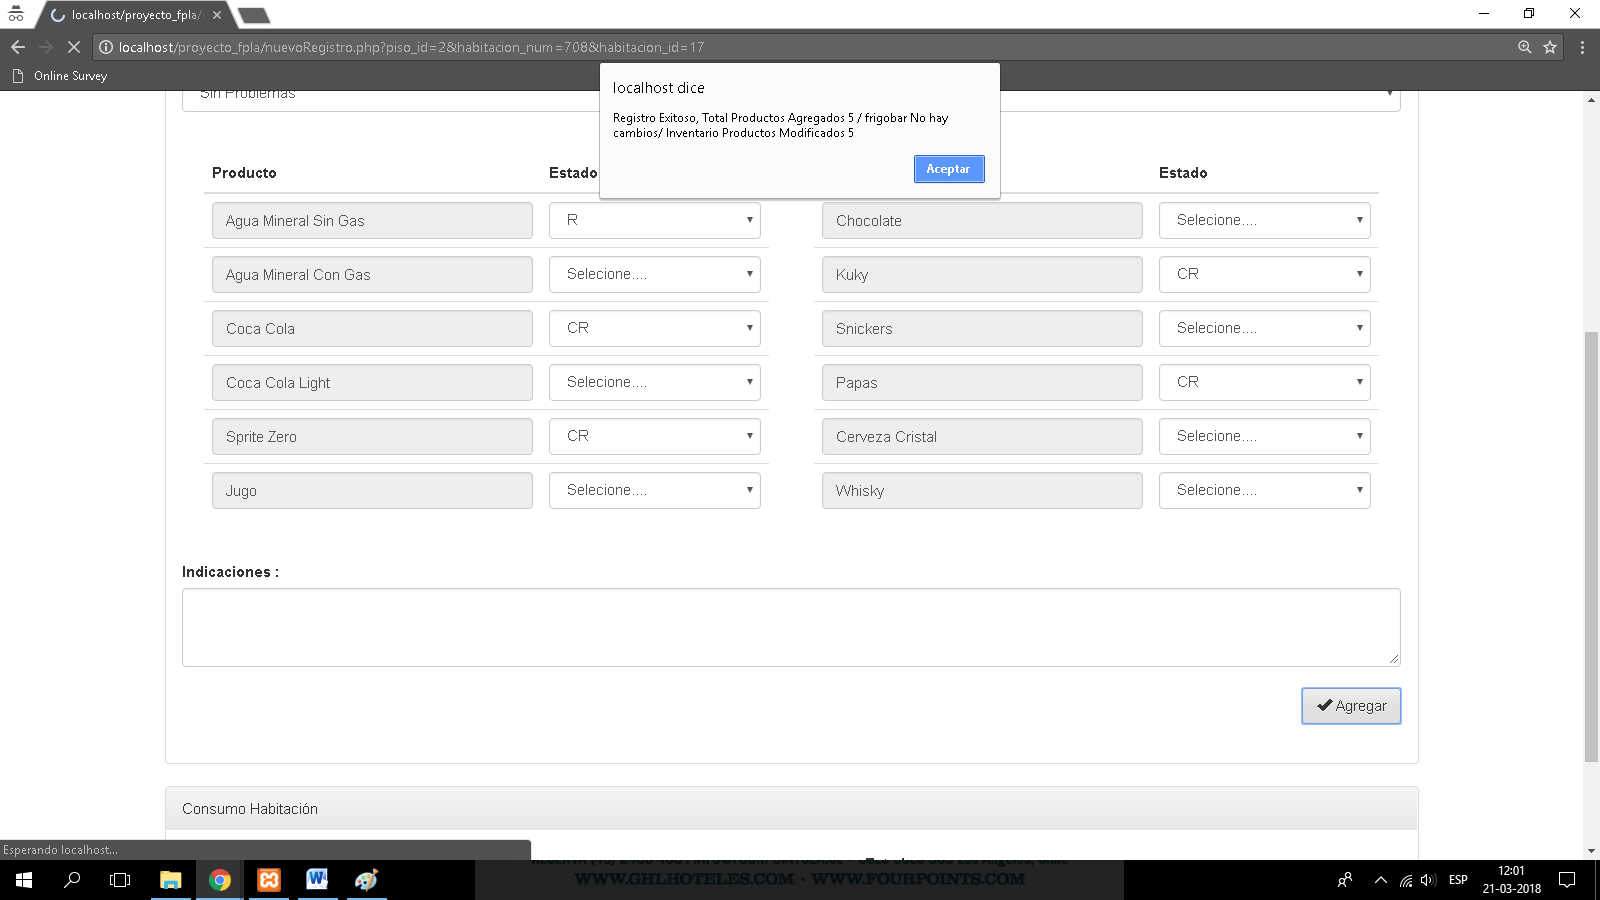 localhost/proyecto_fpla/
localhost/proyecto_fpla/nuevoRegistro.php?piso_id=2&habitacion_num=708&habitacion_id=17
Online Survey
localhost dice
Registro Exitoso, Total Productos Agregados 5 / frigobar No hay
cambios/ Inventario Productos Modificados 5
Aceptar
Sin Problemas
Producto Estado Estado
Agua Mineral Sin Gas R Chocolate Selecione....
Agua Mineral Con Gas Selecione.... Kuky CR
Coca Cola CR Snickers Selecione....
Coca Cola Light Selecione.... Papas CR
Sprite Zero CR Cerveza Cristal Selecione....
Jugo Selecione.... Whisky Selecione....
Indicaciones :
Agregar
Consumo Habitación
Esperando localhost...
WWW.GHLHOTELES.COM · WWW.FOURPOINTS.COM
ESP
12:01
21-03-2018